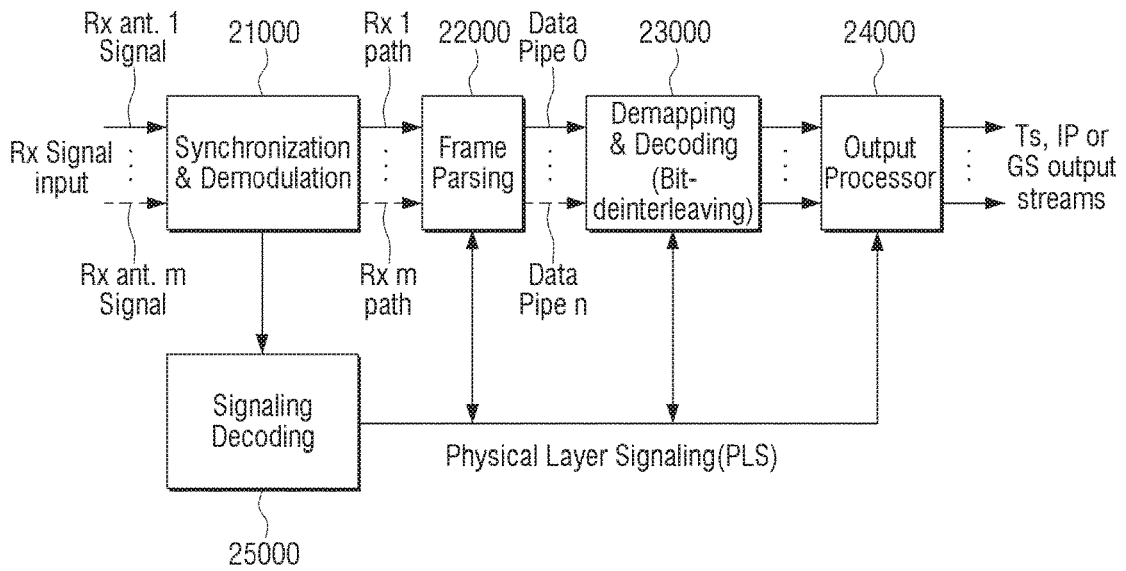 Rx ant. 1
Signal
21000
Rx 1
path
22000
Data
Pipe 0
23000
24000
Rx Signal
input
Synchronization
& Demodulation
Frame
Parsing
Demapping
& Decoding
(Bit-
deinterleaving)
Output
Processor
Ts, IP or
GS output
streams
Rx ant. m
Signal
Rx m
path
Data
Pipe n
Signaling
Decoding
Physical Layer Signaling(PLS)
25000